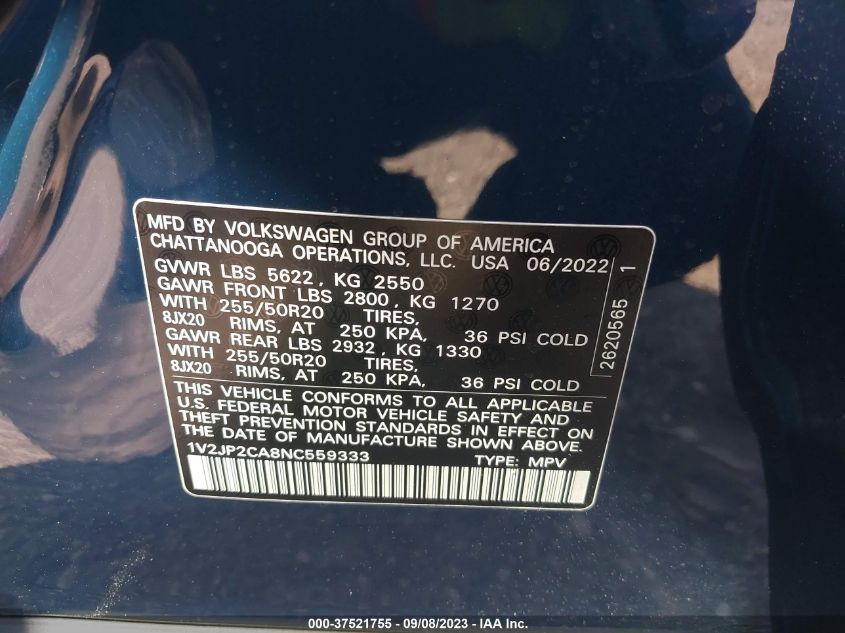 MFD BY VOLKSWAGEN GROUP OF AMERICA
CHATTANOOGA OPERATIONS, LLC. USA 06/2022
GVWR LBS 5622, KG 2550
GAWR FRONT LBS 2800, KG 1270
WITH 255/50R20 TIRES,
8JX20 RIMS, AT 250 KPA, 36 PSI COLD
GAWR REAR LBS 2932, KG 1330
WITH 255/50R20 TIRES,
8JX20 RIMS, AT 250 KPA, 36 PSI COLD
2620565 1
THIS VEHICLE CONFORMS TO ALL APPLICABLE
U.S. FEDERAL MOTOR VEHICLE SAFETY AND
THEFT PREVENTION STANDARDS IN EFFECT ON
THE DATE OF MANUFACTURE SHOWN ABOVE.
1V2JP2CA8NC559333 TYPE: MPV
000-37521755 - 09/08/2023 - IAA Inc.